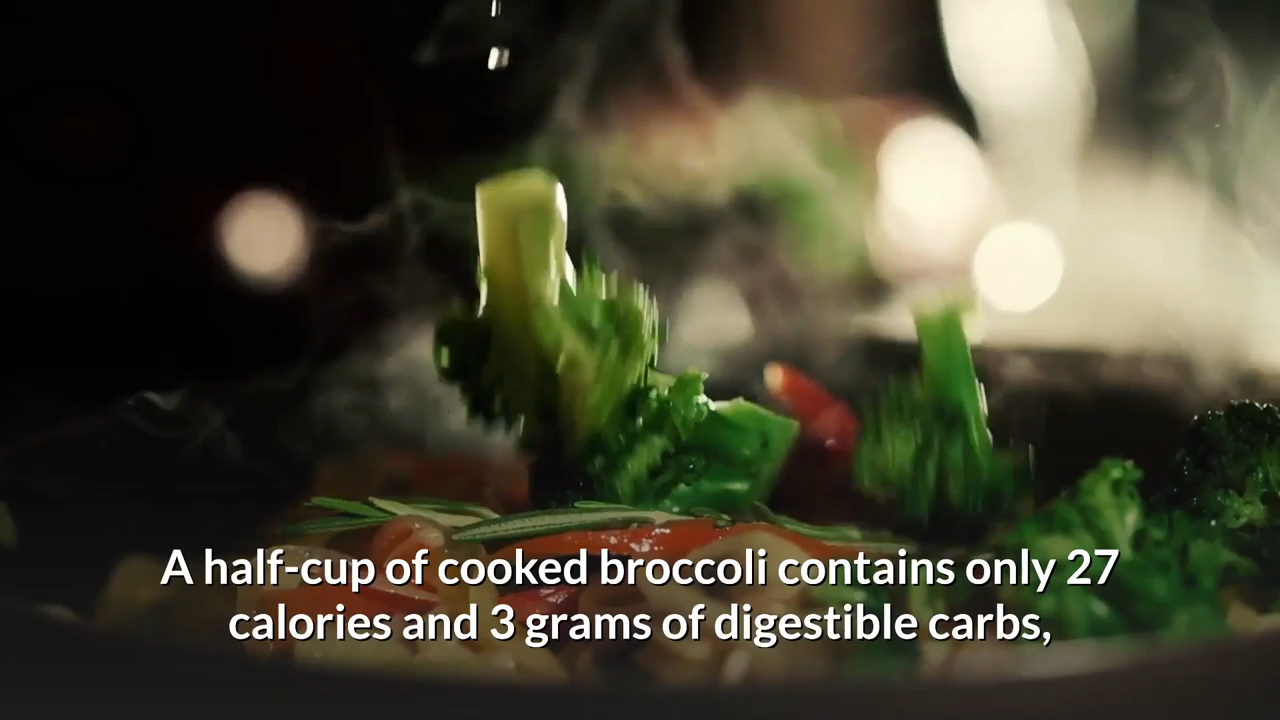 A half-cup of cooked broccoli contains only 27
calories and 3 grams of digestible carbs,